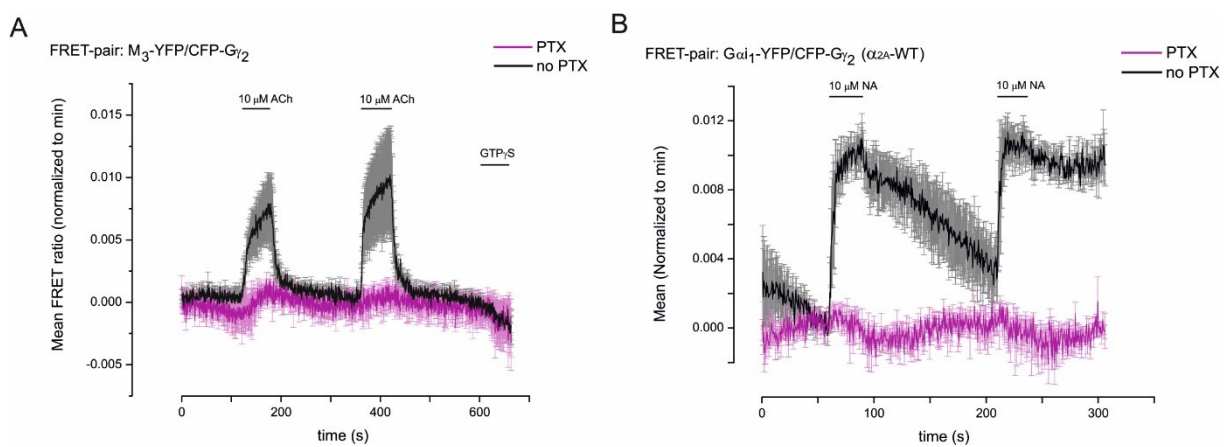 A
FRET-pair: M3-YFP/CFP-Gγ2
PTX
no PTX
10 μM ACh
10 μM ACh
GTPγS
Mean FRET ratio (normalized to min)
0.015
0.010
0.005
0.000
-0.005
0
200
400
600
time (s)
B
FRET-pair: Gαi1-YFP/CFP-Gγ2 (α2A-WT)
PTX
no PTX
10 μM NA
10 μM NA
Mean (Normalized to min)
0.012
0.008
0.004
0.000
0
100
200
300
time (s)